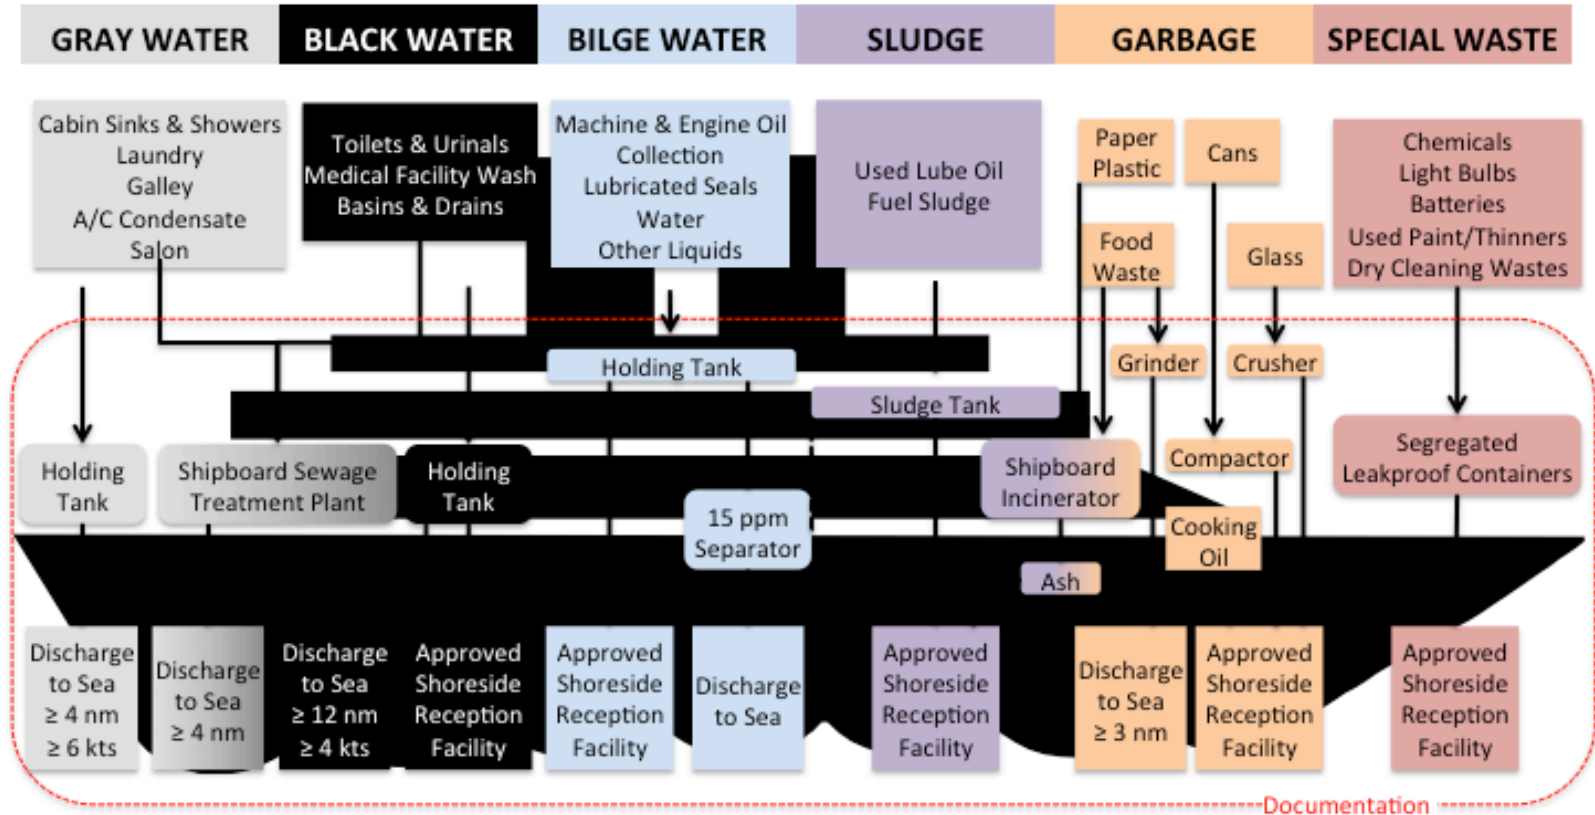 GRAY WATER
BLACK WATER
BILGE WATER
SLUDGE
GARBAGE
SPECIAL WASTE
Cabin Sinks & Showers
Laundry
Galley
A/C Condensate
Salon
Toilets & Urinals
Medical Facility Wash
Basins & Drains
Machine & Engine Oil
Collection
Lubricated Seals
Water
Other Liquids
Used Lube Oil
Fuel Sludge
Paper
Plastic
Cans
Food
Waste
Glass
Chemicals
Light Bulbs
Batteries
Used Paint/Thinners
Dry Cleaning Wastes
Holding Tank
Grinder
Crusher
Sludge Tank
Holding
Tank
Shipboard Sewage
Treatment Plant
Holding
Tank
15 ppm
Separator
Shipboard
Incinerator
Compactor
Segregated
Leakproof Containers
Cooking
Oil
Ash
Discharge
to Sea
≥ 4 nm
≥ 6 kts
Discharge
to Sea
≥ 4 nm
Discharge
to Sea
≥ 12 nm
≥ 4 kts
Approved
Shoreside
Reception
Facility
Approved
Shoreside
Reception
Facility
Discharge
to Sea
Approved
Shoreside
Reception
Facility
Discharge
to Sea
≥ 3 nm
Approved
Shoreside
Reception
Facility
Approved
Shoreside
Reception
Facility
Documentation